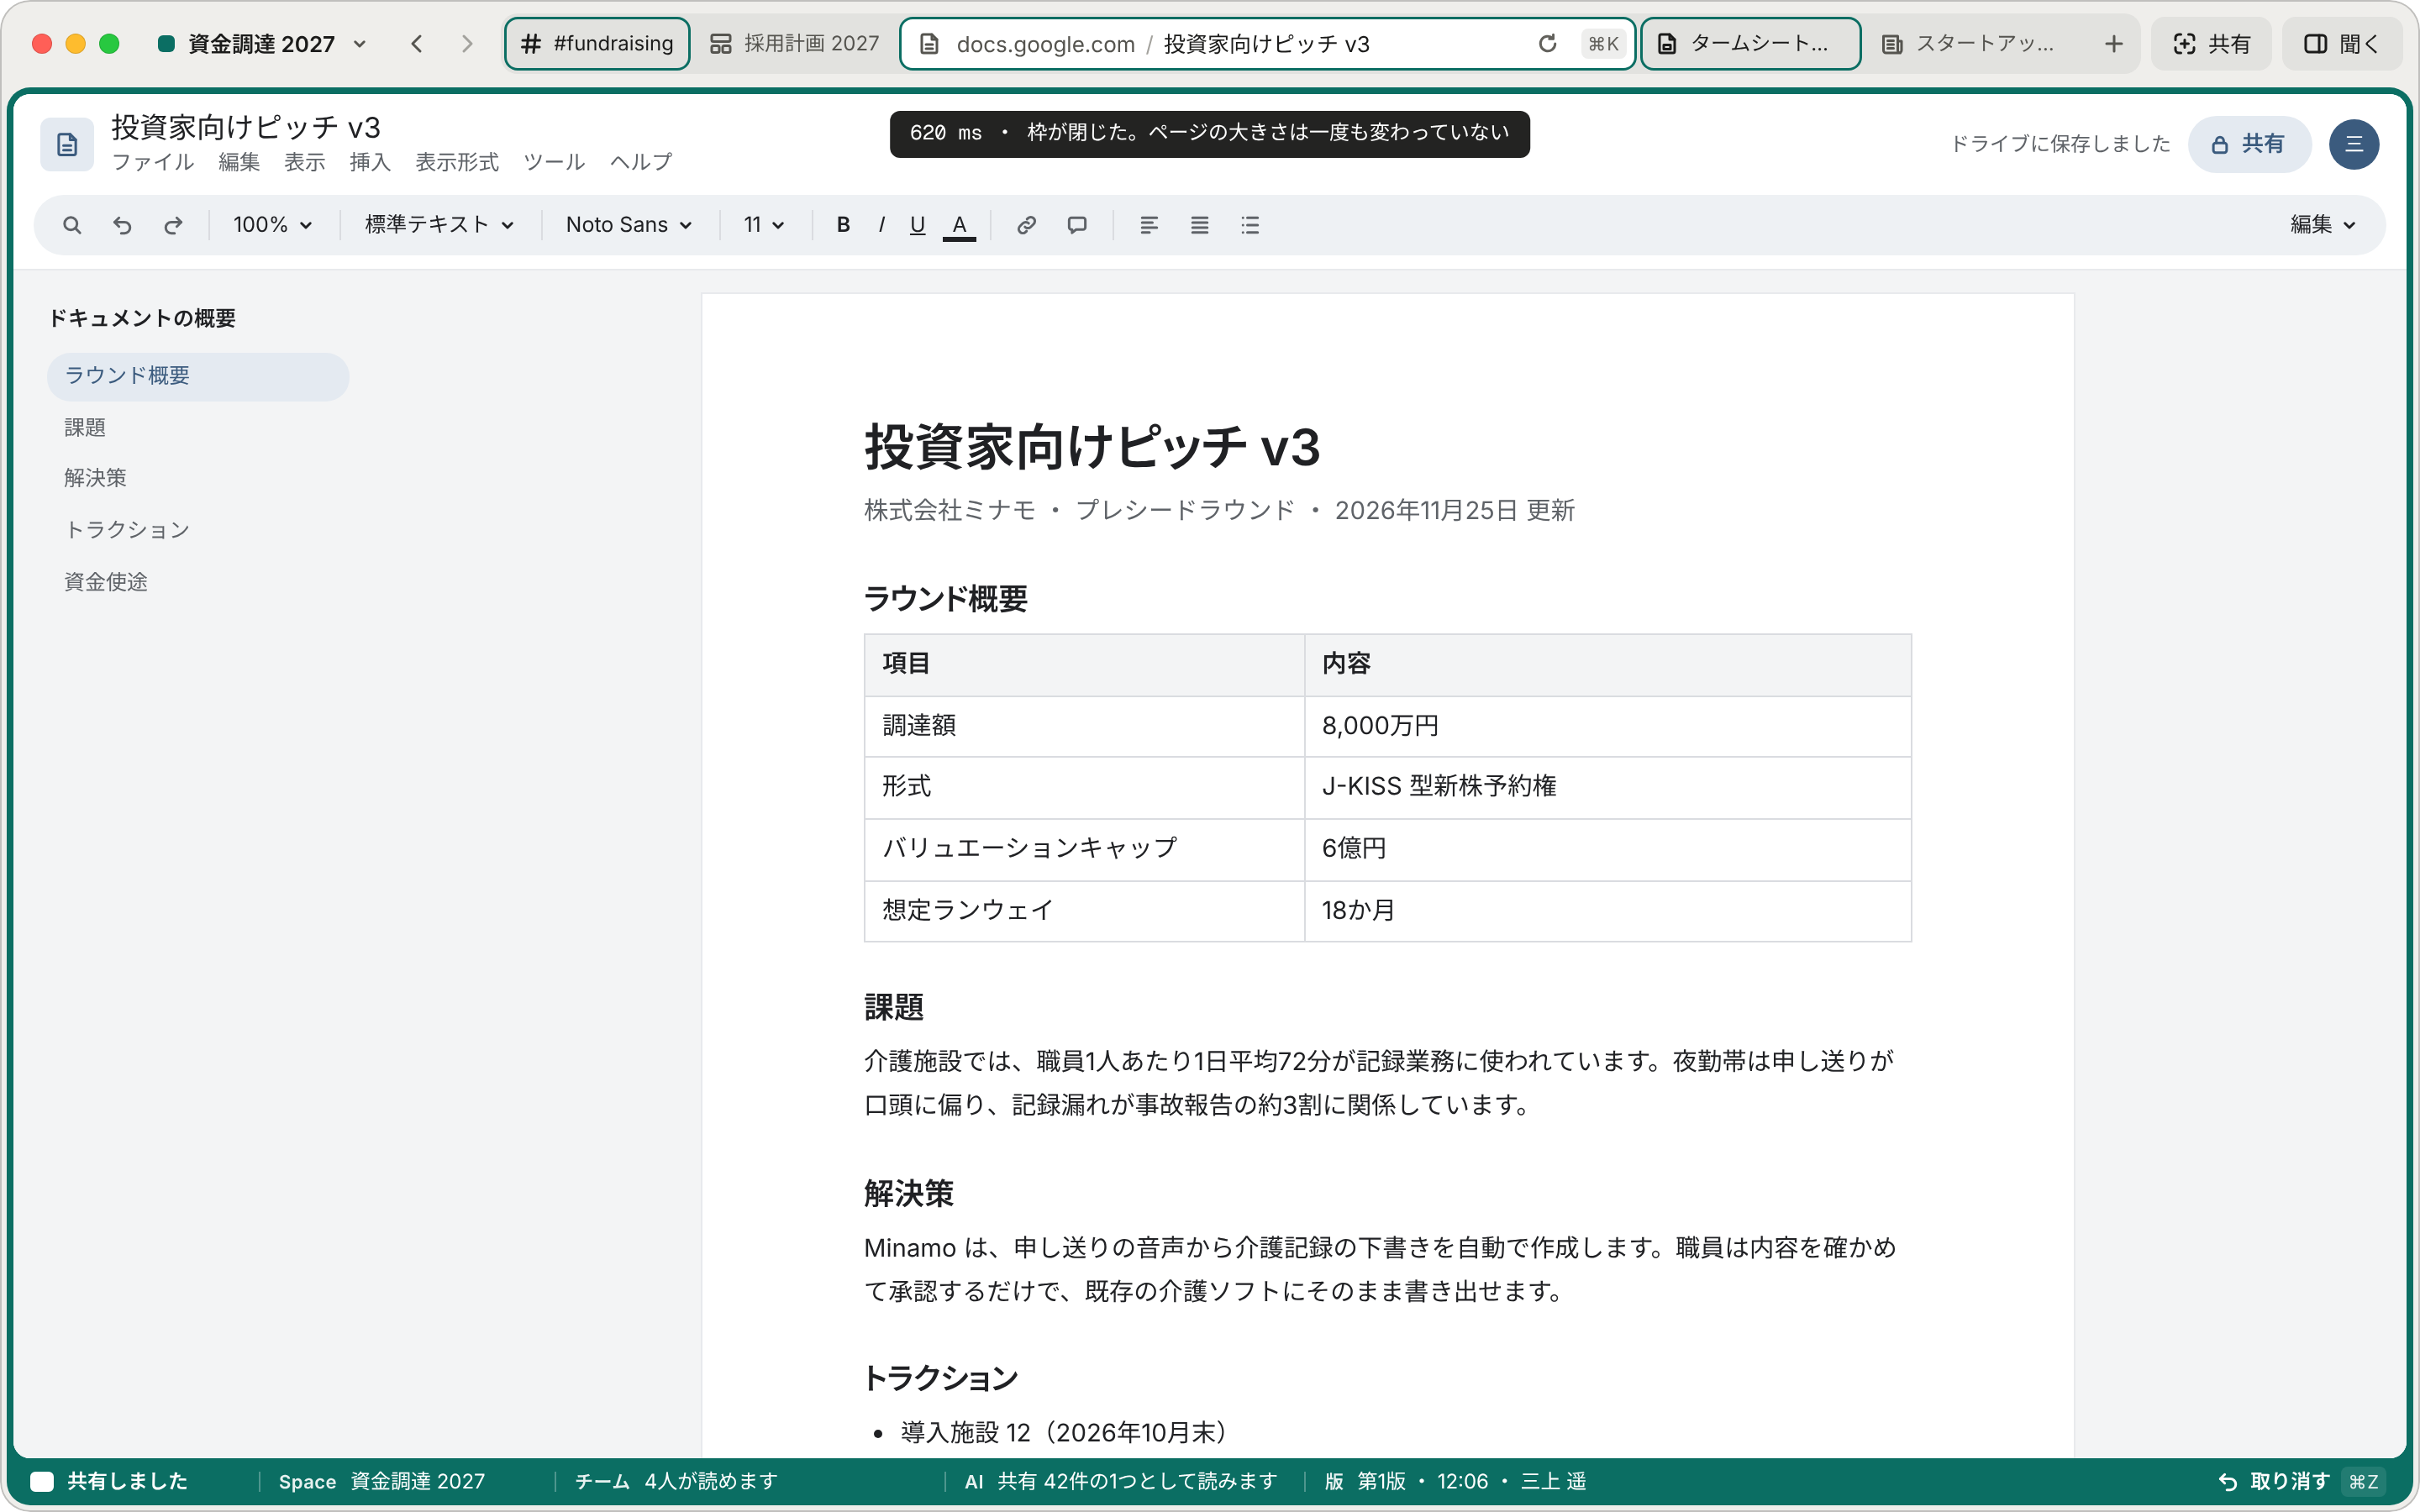 資金調達 2027
#fundraising
採用計画 2027
docs.google.com / 投資家向けピッチ v3
⌘K
タームシート...
スタートアッ...
共有
聞く
投資家向けピッチ v3
ファイル 編集 表示 挿入 表示形式 ツール ヘルプ
620 ms ・ 枠が閉じた。ページの大きさは一度も変わっていない
ドライブに保存しました
共有
三
100%
標準テキスト
Noto Sans
11
B I U A
編集
ドキュメントの概要
ラウンド概要
課題
解決策
トラクション
資金使途
投資家向けピッチ v3
株式会社ミナモ ・ プレシードラウンド ・ 2026年11月25日 更新
ラウンド概要
項目 内容
調達額 8,000万円
形式 J-KISS 型新株予約権
バリュエーションキャップ 6億円
想定ランウェイ 18か月
課題
介護施設では、職員1人あたり1日平均72分が記録業務に使われています。夜勤帯は申し送りが
口頭に偏り、記録漏れが事故報告の約3割に関係しています。
解決策
Minamo は、申し送りの音声から介護記録の下書きを自動で作成します。職員は内容を確かめ
て承認するだけで、既存の介護ソフトにそのまま書き出せます。
トラクション
• 導入施設 12（2026年10月末）
共有しました
Space 資金調達 2027
チーム 4人が読めます
AI 共有 42件の1つとして読みます
版 第1版 ・ 12:06 ・ 三上 遥
取り消す ⌘Z